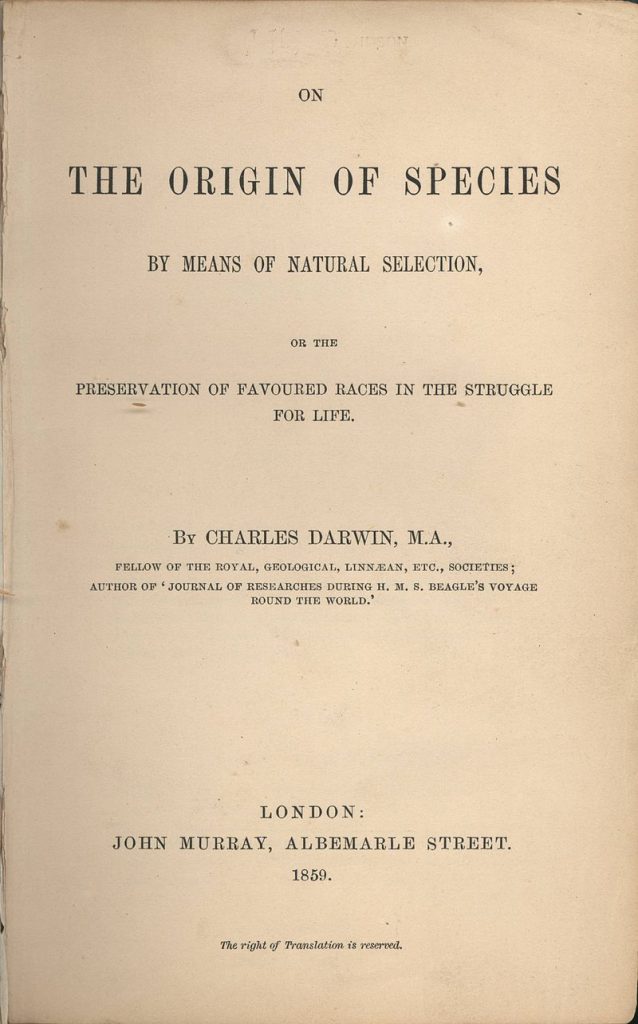 ON
THE ORIGIN OF SPECIES
BY MEANS OF NATURAL SELECTION,
OR THE
PRESERVATION OF FAVOURED RACES IN THE STRUGGLE
FOR LIFE.
BY CHARLES DARWIN, M.A.,
FELLOW OF THE ROYAL, GEOLOGICAL, LINNÆAN, ETC., SOCIETIES;
AUTHOR OF ‘JOURNAL OF RESEARCHES DURING H. M. S. BEAGLE’S VOYAGE
ROUND THE WORLD.’
LONDON:
JOHN MURRAY, ALBEMARLE STREET.
1859.
The right of Translation is reserved.